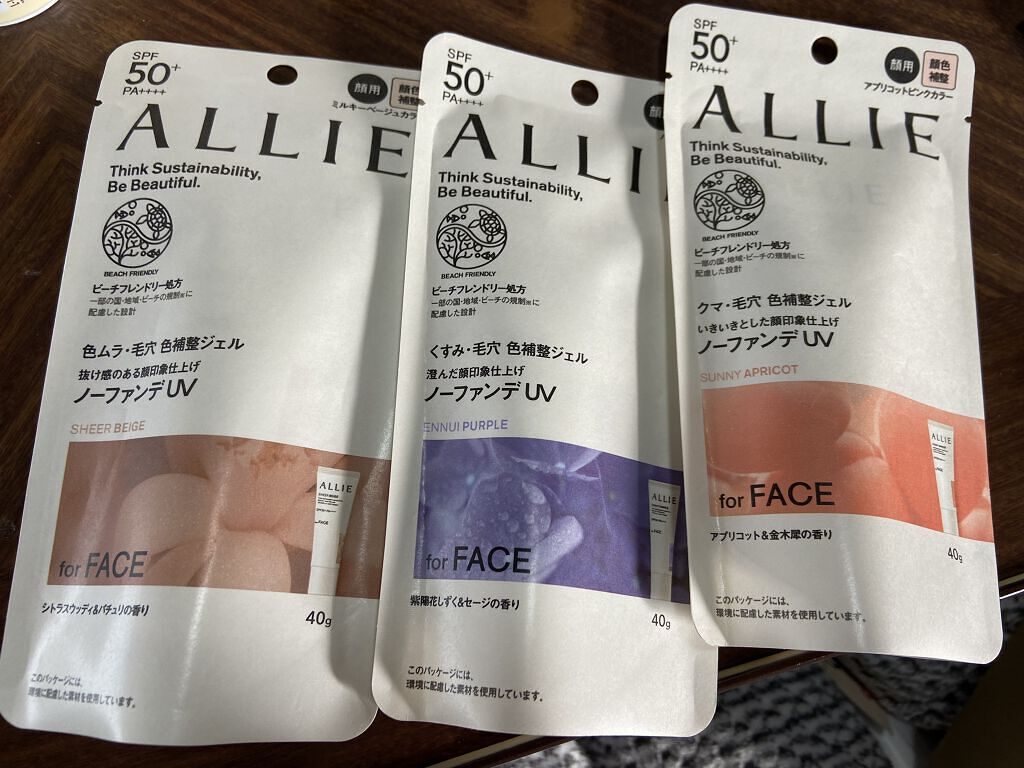 SPF
50+
PA++++
顔用
顔色
補整
ミルキーベージュカラ
ALLIE
Think Sustainability,
Be Beautiful.
BEACH FRIENDLY
ビーチフレンドリー処方
一部の国・地域・ビーチの規制※に
配慮した設計
色ムラ・毛穴 色補整ジェル
抜け感のある顔印象仕上げ
ノーファンデUV
SHEER BEIGE
ALLIE
for FACE
シトラスウッディ&パチュリの香り
40g
このパッケージには、
環境に配慮した素材を使用しています。
SPF
50+
PA++++
ALLI
Think Sustainability,
Be Beautiful.
BEACH FRIENDLY
ビーチフレンドリー処方
一部の国・地域・ビーチの規制※に
配慮した設計
くすみ・毛穴 色補整ジェル
澄んだ顔印象仕上げ
ノーファンデUV
ENNUI PURPLE
ALLIE
for FACE
紫陽花しずく&セージの香り
40g
このパッケージには、
環境に配慮した素材を使用しています。
SPF
50+
PA++++
顔用
顔色
補整
アプリコットピンクカラー
ALLIE
Think Sustainability,
Be Beautiful.
BEACH FRIENDLY
ビーチフレンドリー処方
一部の国・地域・ビーチの規制※に
配慮した設計
クマ・毛穴 色補整ジェル
いきいきとした顔印象仕上げ
ノーファンデUV
SUNNY APRICOT
ALLIE
for FACE
アプリコット&金木犀の香り
40g
このパッケージには、
環境に配慮した素材を使用しています。